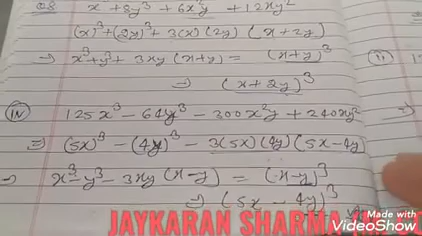 x³ + 8y³ + 6x²y + 12xy²
(x)³+(2y)³+3(x)(2y)(x+2y)
→ x³+y³+3xy(x+y) = (x+y)³
⇒ (x+2y)³
(iv) 125x³ - 64y³ - 300x²y + 240xy²
= (5x)³ - (4y)³ - 3(5x)(4y)(5x-4y)
→ x³-y³-3xy(x-y) = (x-y)³
⇒ (5x - 4y)³
JAYKARAN SHARMA
Made with
VideoShow